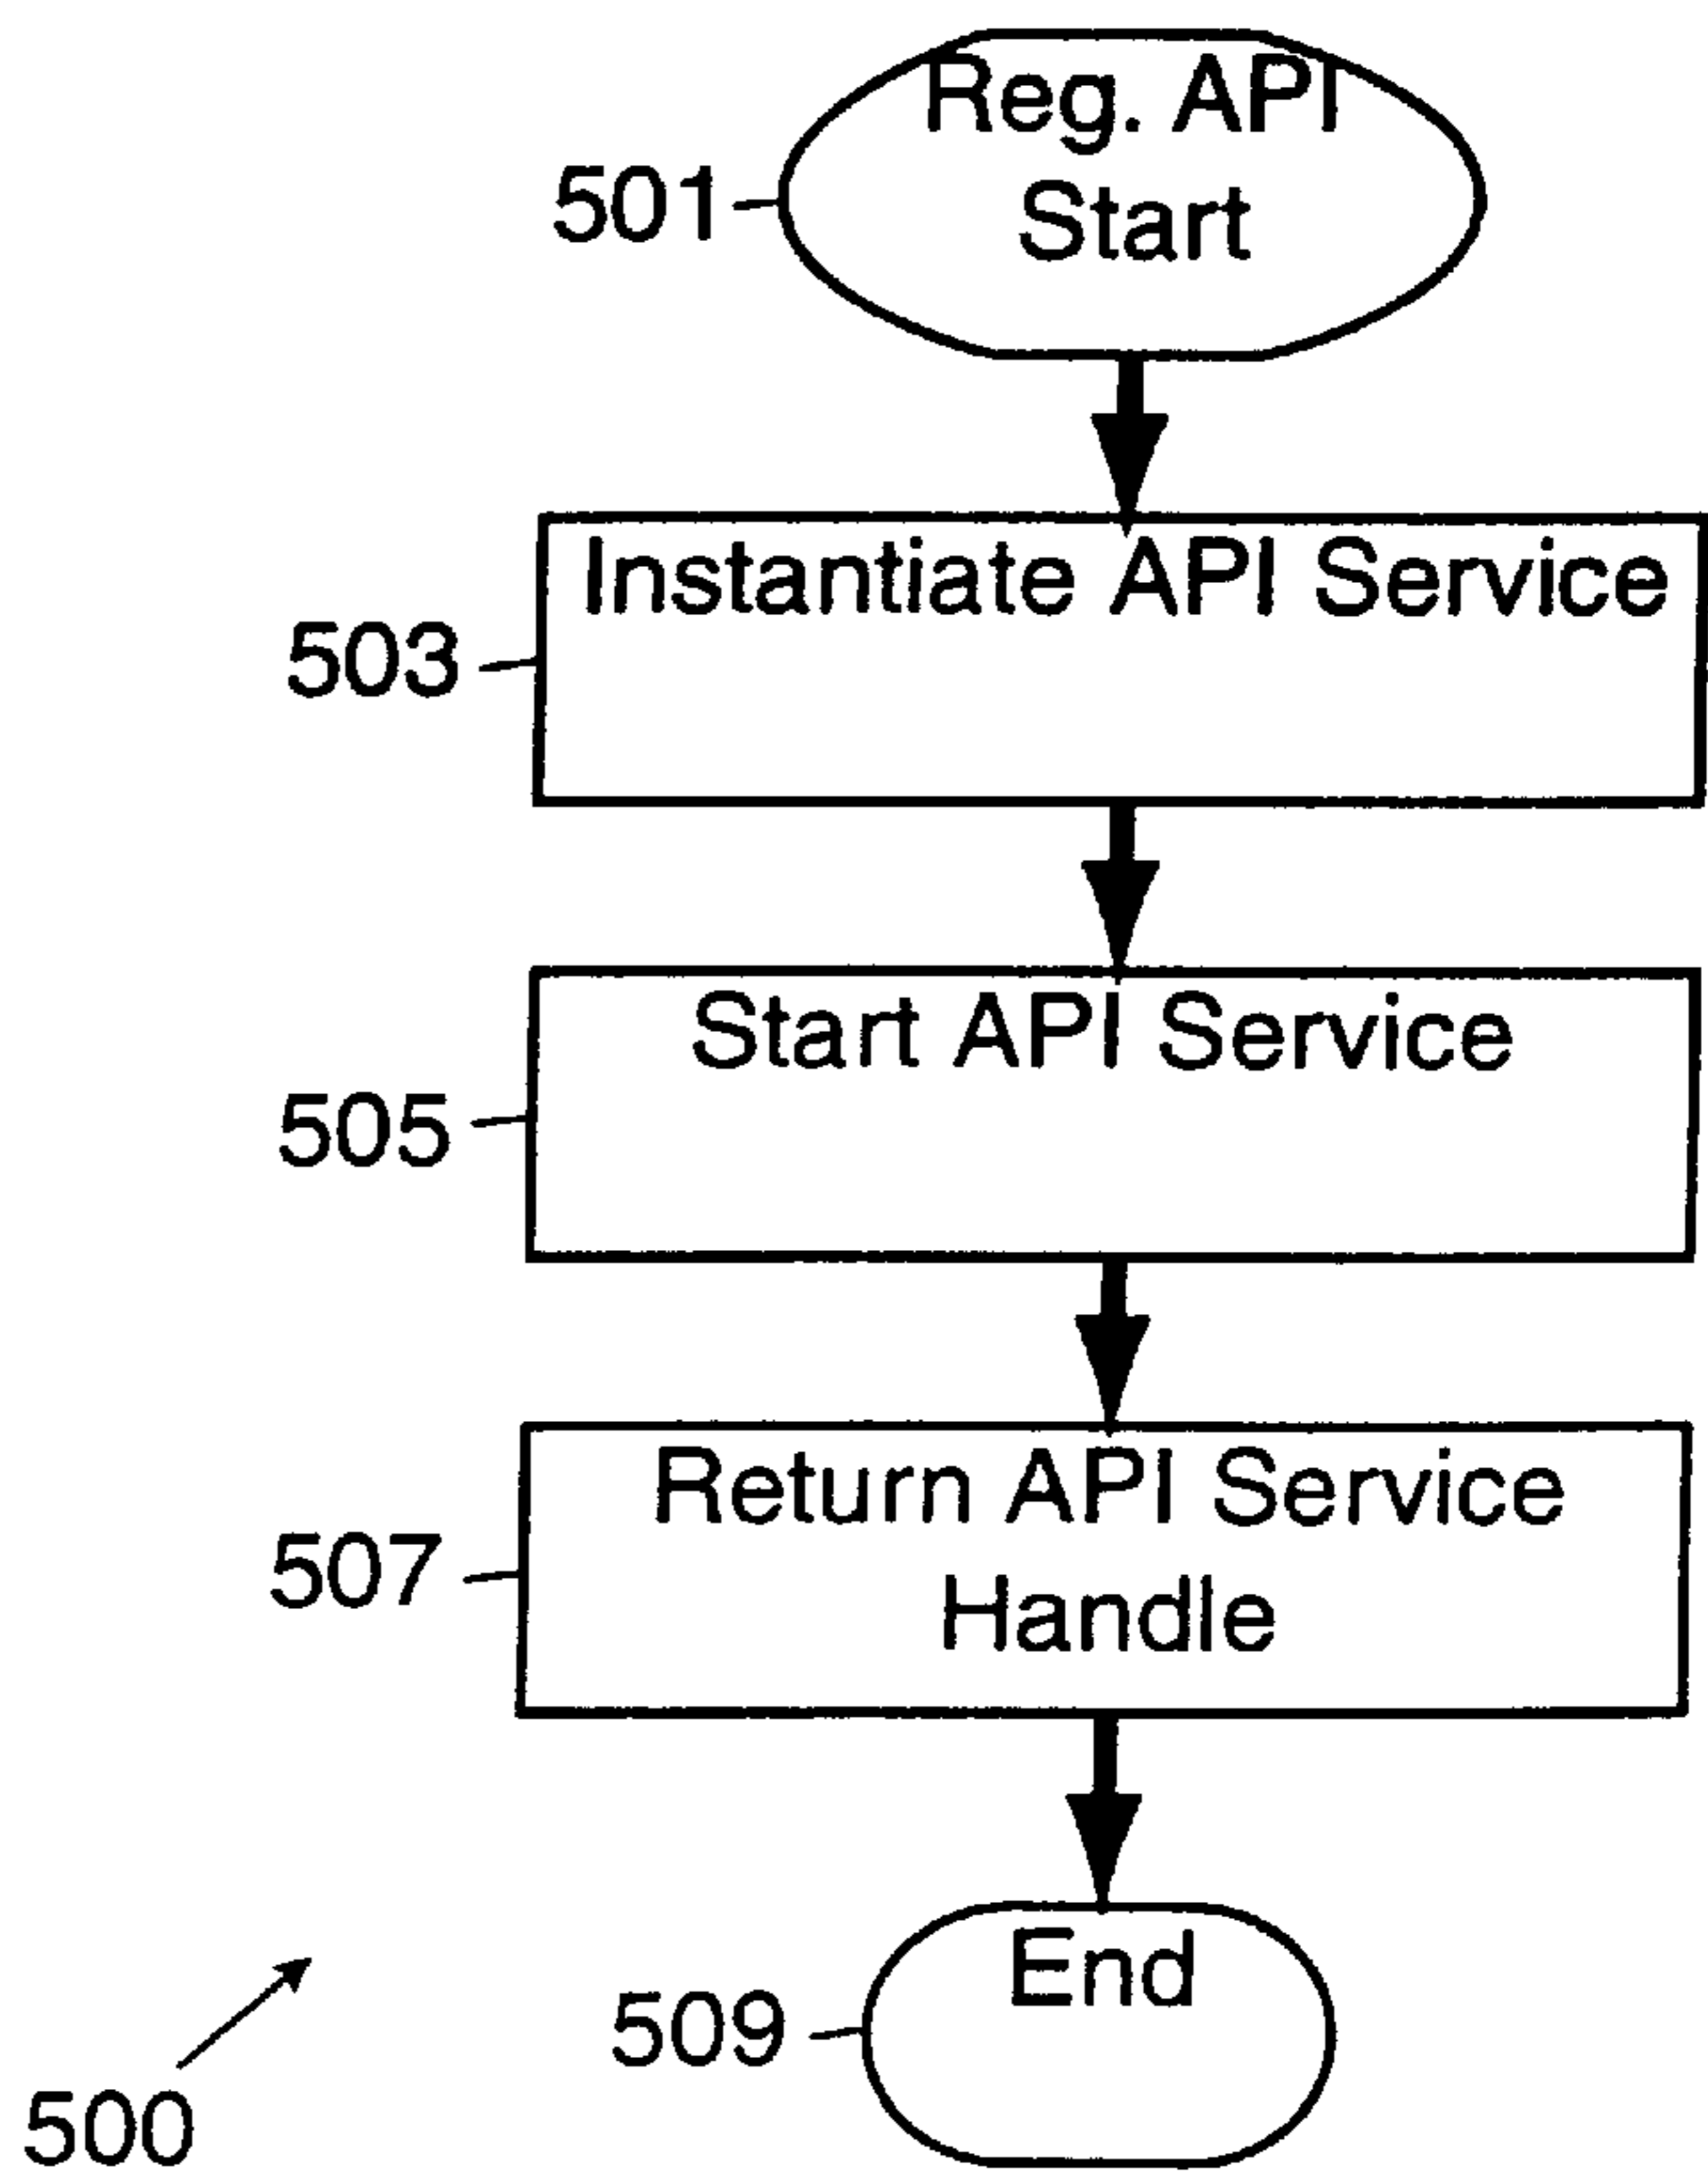 Reg. API
Start
501
Instantiate API Service
503
Start API Service
505
Return API Service
Handle
507
End
509
500